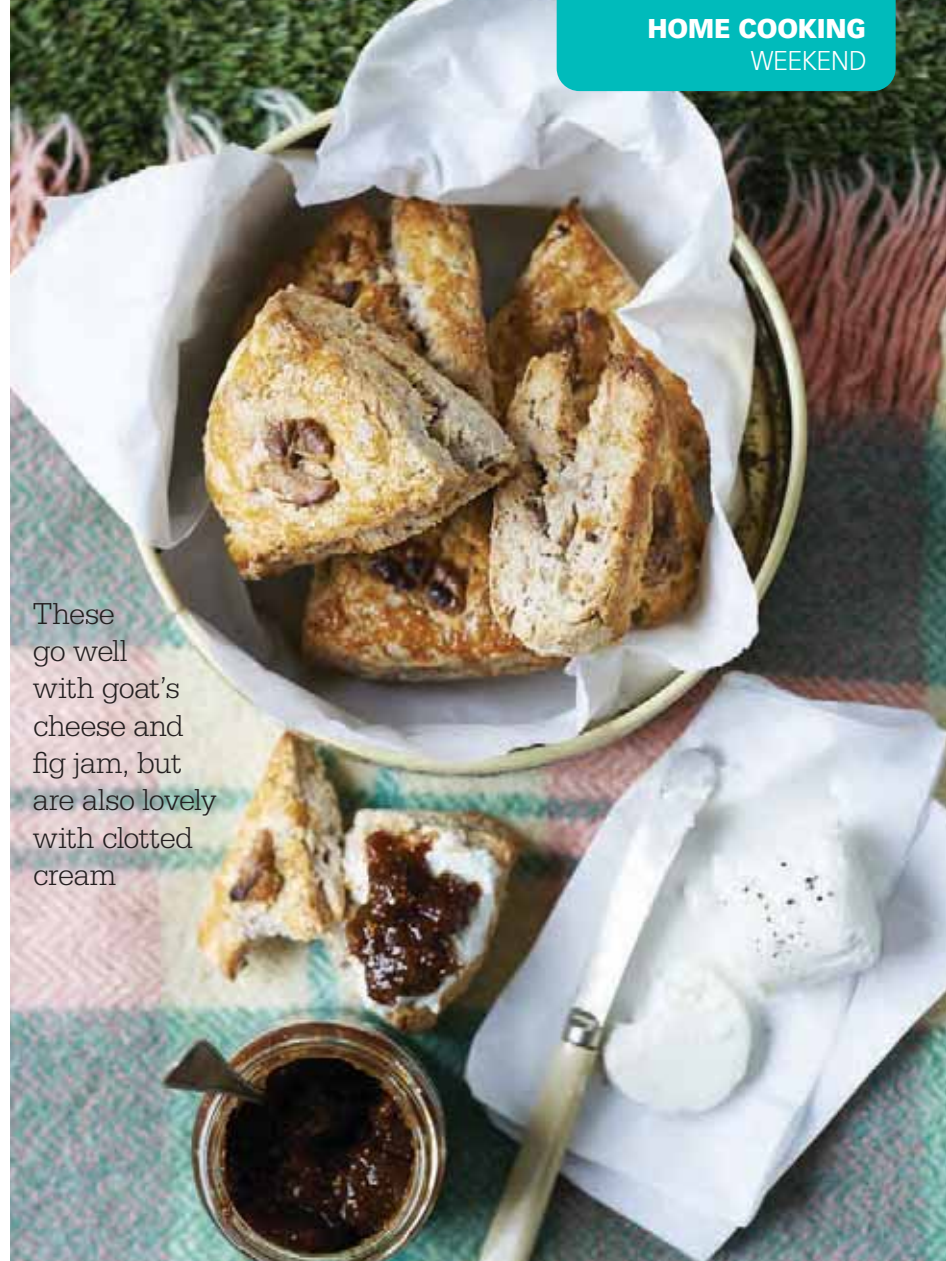 HOME COOKING
WEEKEND
These
go well
with goat's
cheese and
fig jam, but
are also lovely
with clotted
cream